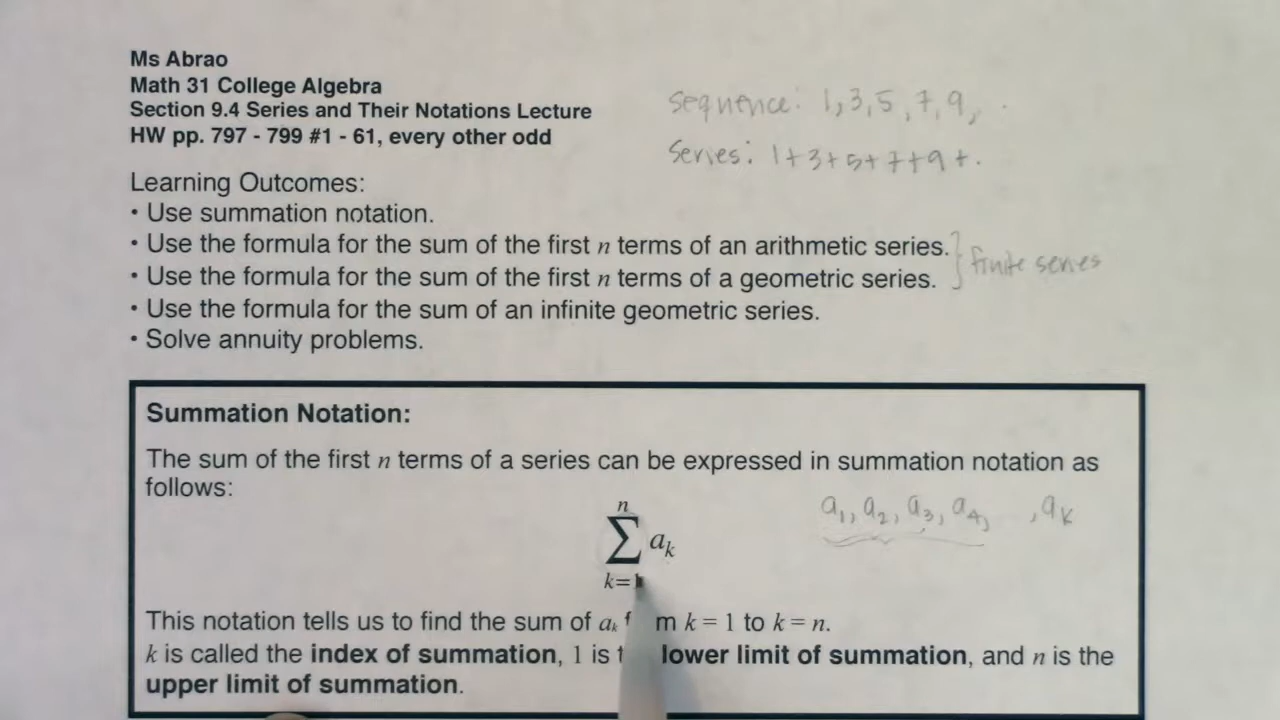 Ms Abrao
Math 31 College Algebra
Section 9.4 Series and Their Notations Lecture
HW pp. 797 - 799 #1 - 61, every other odd
Sequence: 1, 3, 5, 7, 9, .
Series: 1 + 3 + 5 + 7 + 9 + .
Learning Outcomes:
• Use summation notation.
• Use the formula for the sum of the first n terms of an arithmetic series.
• Use the formula for the sum of the first n terms of a geometric series.
} finite series
• Use the formula for the sum of an infinite geometric series.
• Solve annuity problems.
Summation Notation:
The sum of the first n terms of a series can be expressed in summation notation as
follows:
n
∑ aₖ
k=1
a₁, a₂, a₃, a₄, , aₖ
This notation tells us to find the sum of aₖ f m k = 1 to k = n.
k is called the index of summation, 1 is t lower limit of summation, and n is the
upper limit of summation.